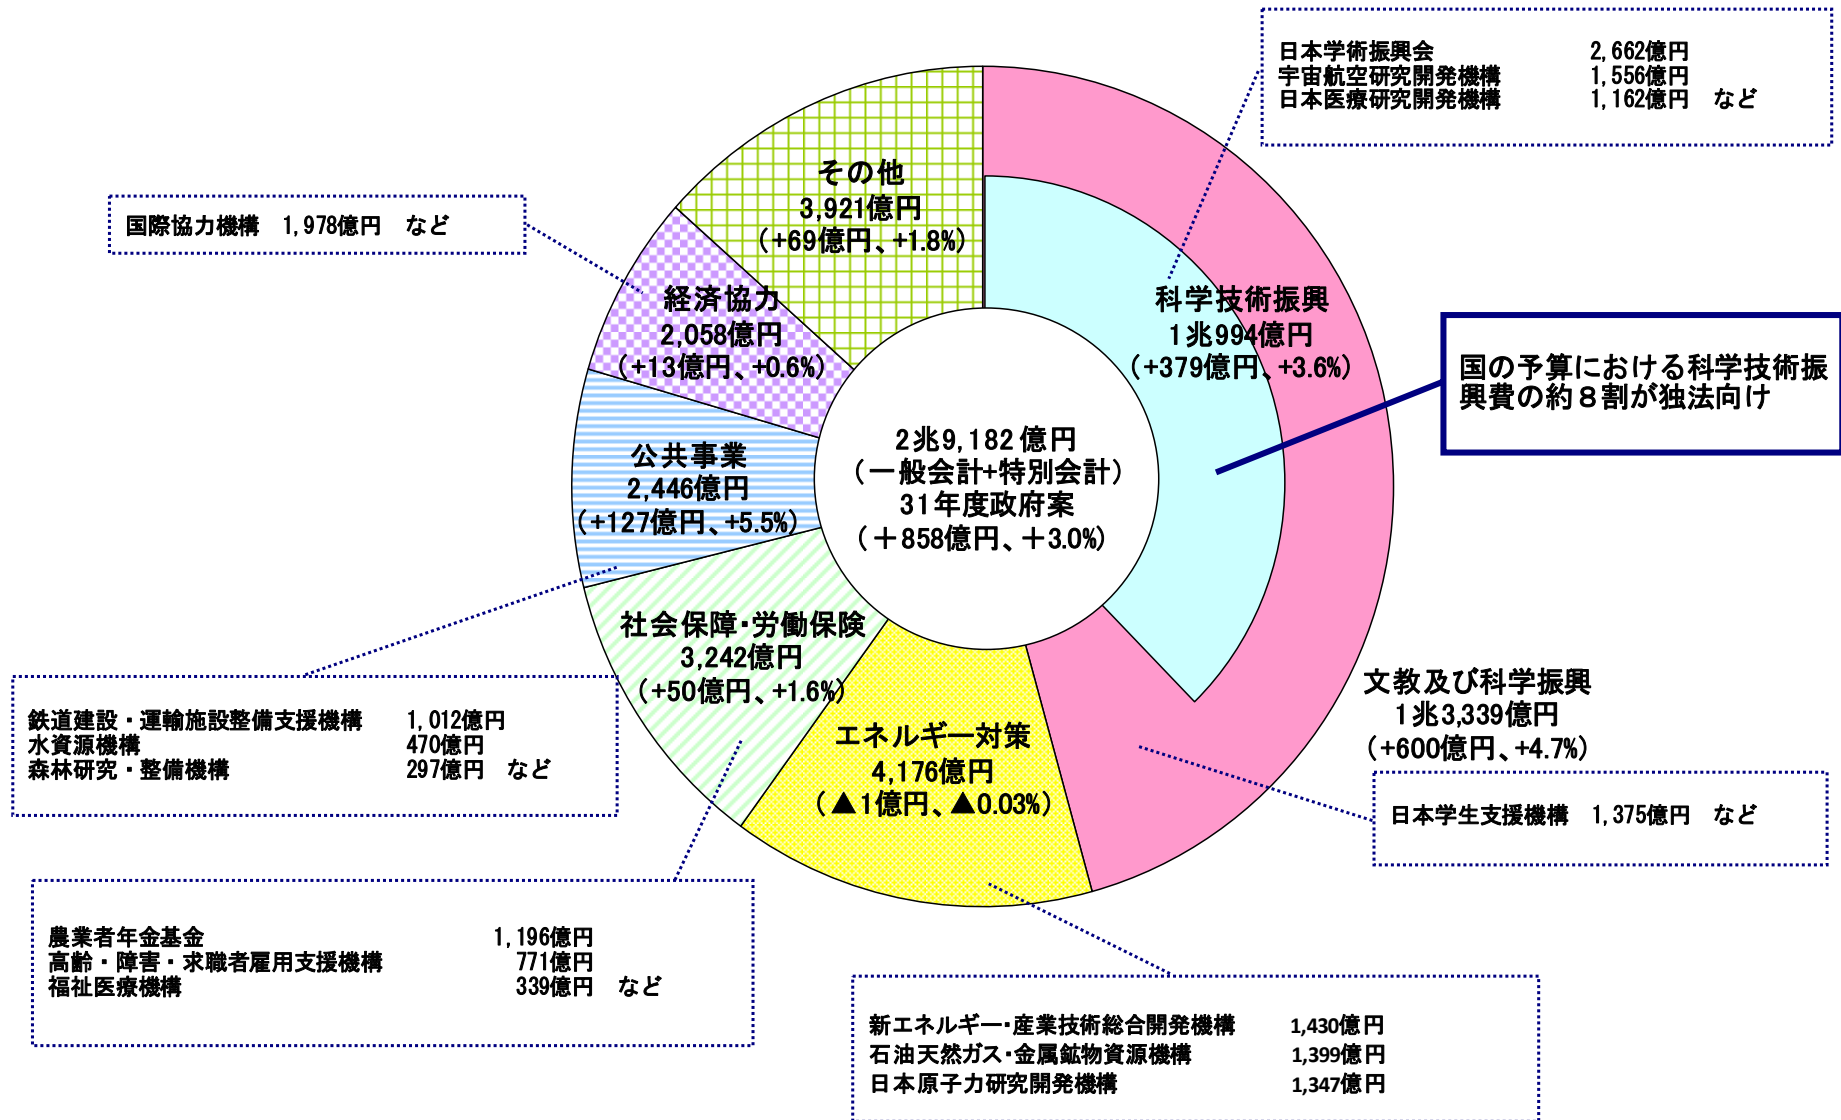 日本学術振興会 2,662億円
宇宙航空研究開発機構 1,556億円
日本医療研究開発機構 1,162億円 など
その他
3,921億円
(+69億円、+1.8%)
国際協力機構 1,978億円 など
経済協力
2,058億円
(+13億円、+0.6%)
科学技術振興
1兆994億円
(+379億円、+3.6%)
国の予算における科学技術振
興費の約8割が独法向け
2兆9,182億円
(一般会計+特別会計)
31年度政府案
(+858億円、+3.0%)
公共事業
2,446億円
(+127億円、+5.5%)
社会保障・労働保険
3,242億円
(+50億円、+1.6%)
文教及び科学振興
1兆3,339億円
(+600億円、+4.7%)
鉄道建設・運輸施設整備支援機構 1,012億円
水資源機構 470億円
森林研究・整備機構 297億円 など
エネルギー対策
4,176億円
(▲1億円、▲0.03%)
日本学生支援機構 1,375億円 など
農業者年金基金 1,196億円
高齢・障害・求職者雇用支援機構 771億円
福祉医療機構 339億円 など
新エネルギー・産業技術総合開発機構 1,430億円
石油天然ガス・金属鉱物資源機構 1,399億円
日本原子力研究開発機構 1,347億円